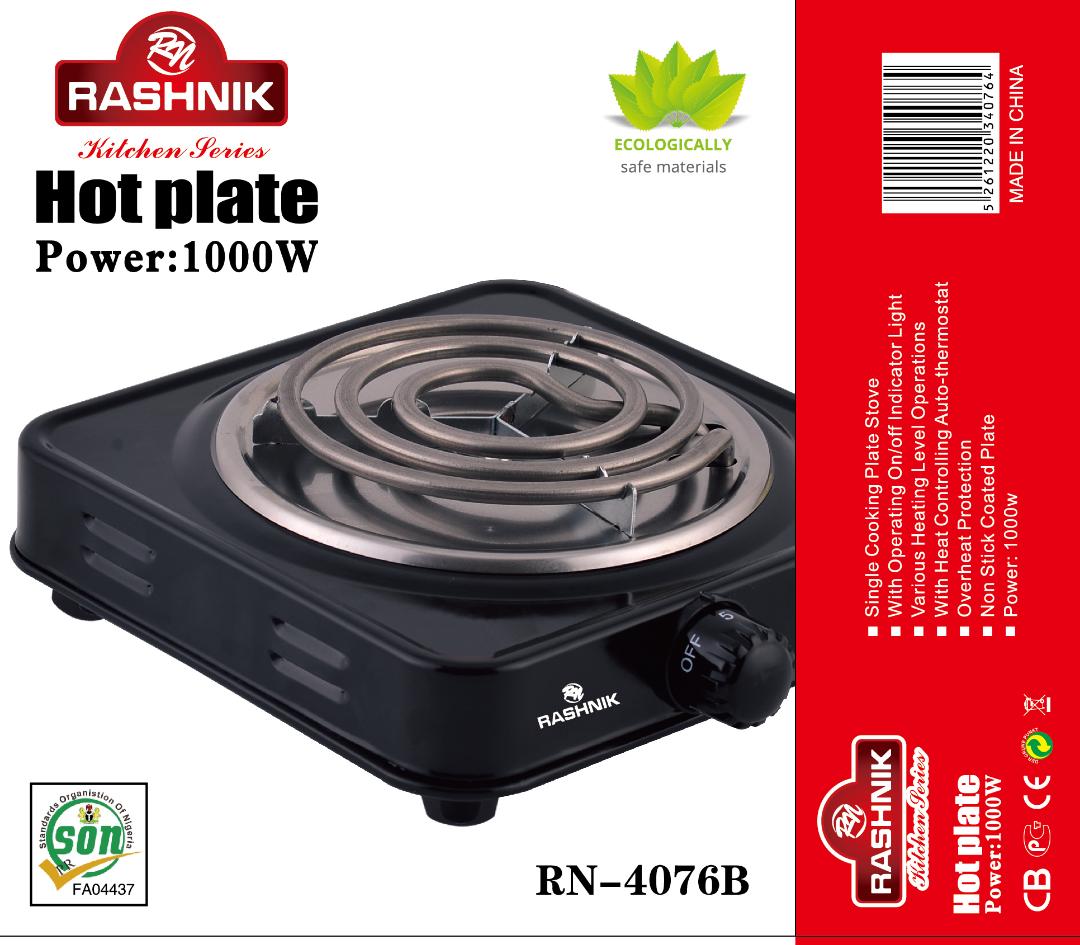 RN
RASHNIK
Kitchen Series
Hot plate
Power:1000W
ECOLOGICALLY
safe materials
OFF
5
RN
RASHNIK
Standards Organistion Of Nigeria
son
FA04437
RN-4076B
5 261220 340764
MADE IN CHINA
Single Cooking Plate Stove
With Operating On/off Indicator Light
Various Heating Level Operations
With Heat Controlling Auto-thermostat
Overheat Protection
Non Stick Coated Plate
Power: 1000w
RN
RASHNIK
Kitchen Series
Hot plate
Power:1000W
CB PG CE